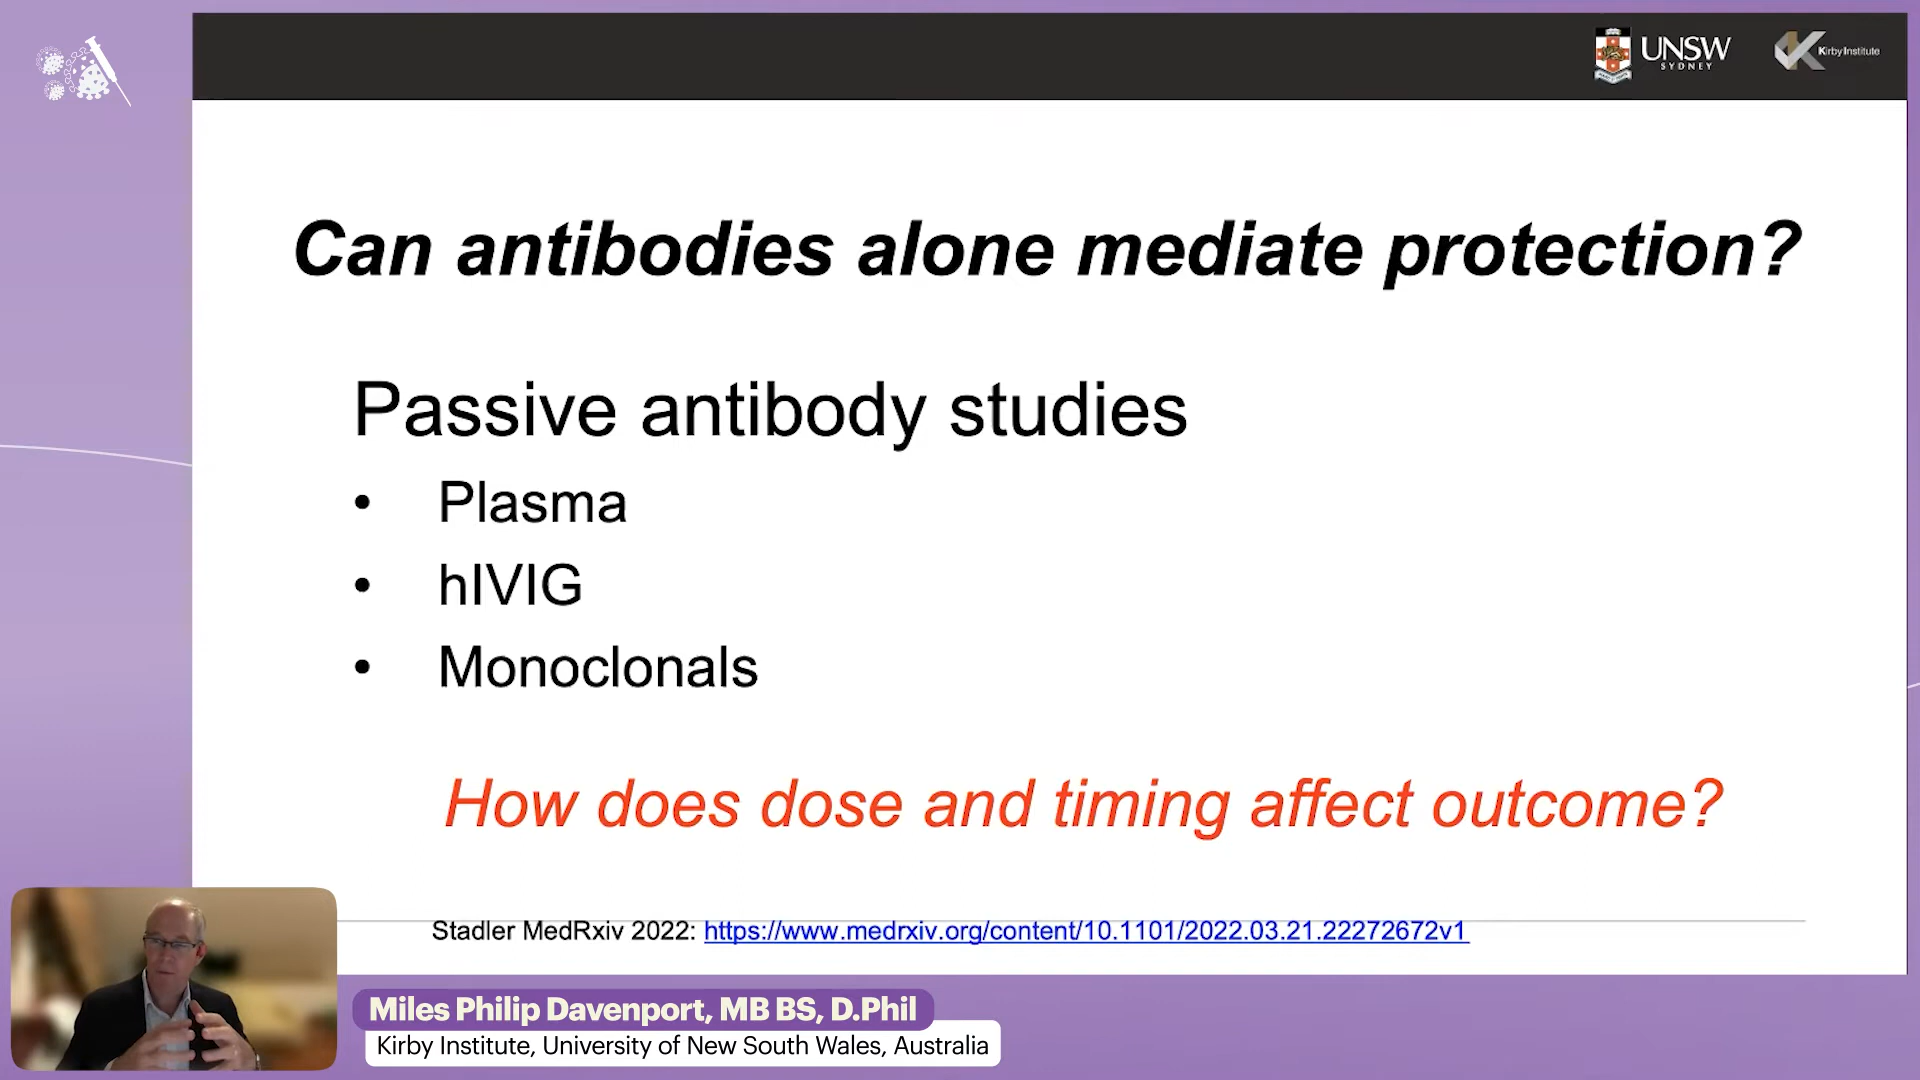 UNSW
SYDNEY
Kirby Institute
Can antibodies alone mediate protection?
Passive antibody studies
• Plasma
• hIVIG
• Monoclonals
How does dose and timing affect outcome?
Stadler MedRxiv 2022: https://www.medrxiv.org/content/10.1101/2022.03.21.22272672v1
Miles Philip Davenport, MB BS, D.Phil
Kirby Institute, University of New South Wales, Australia